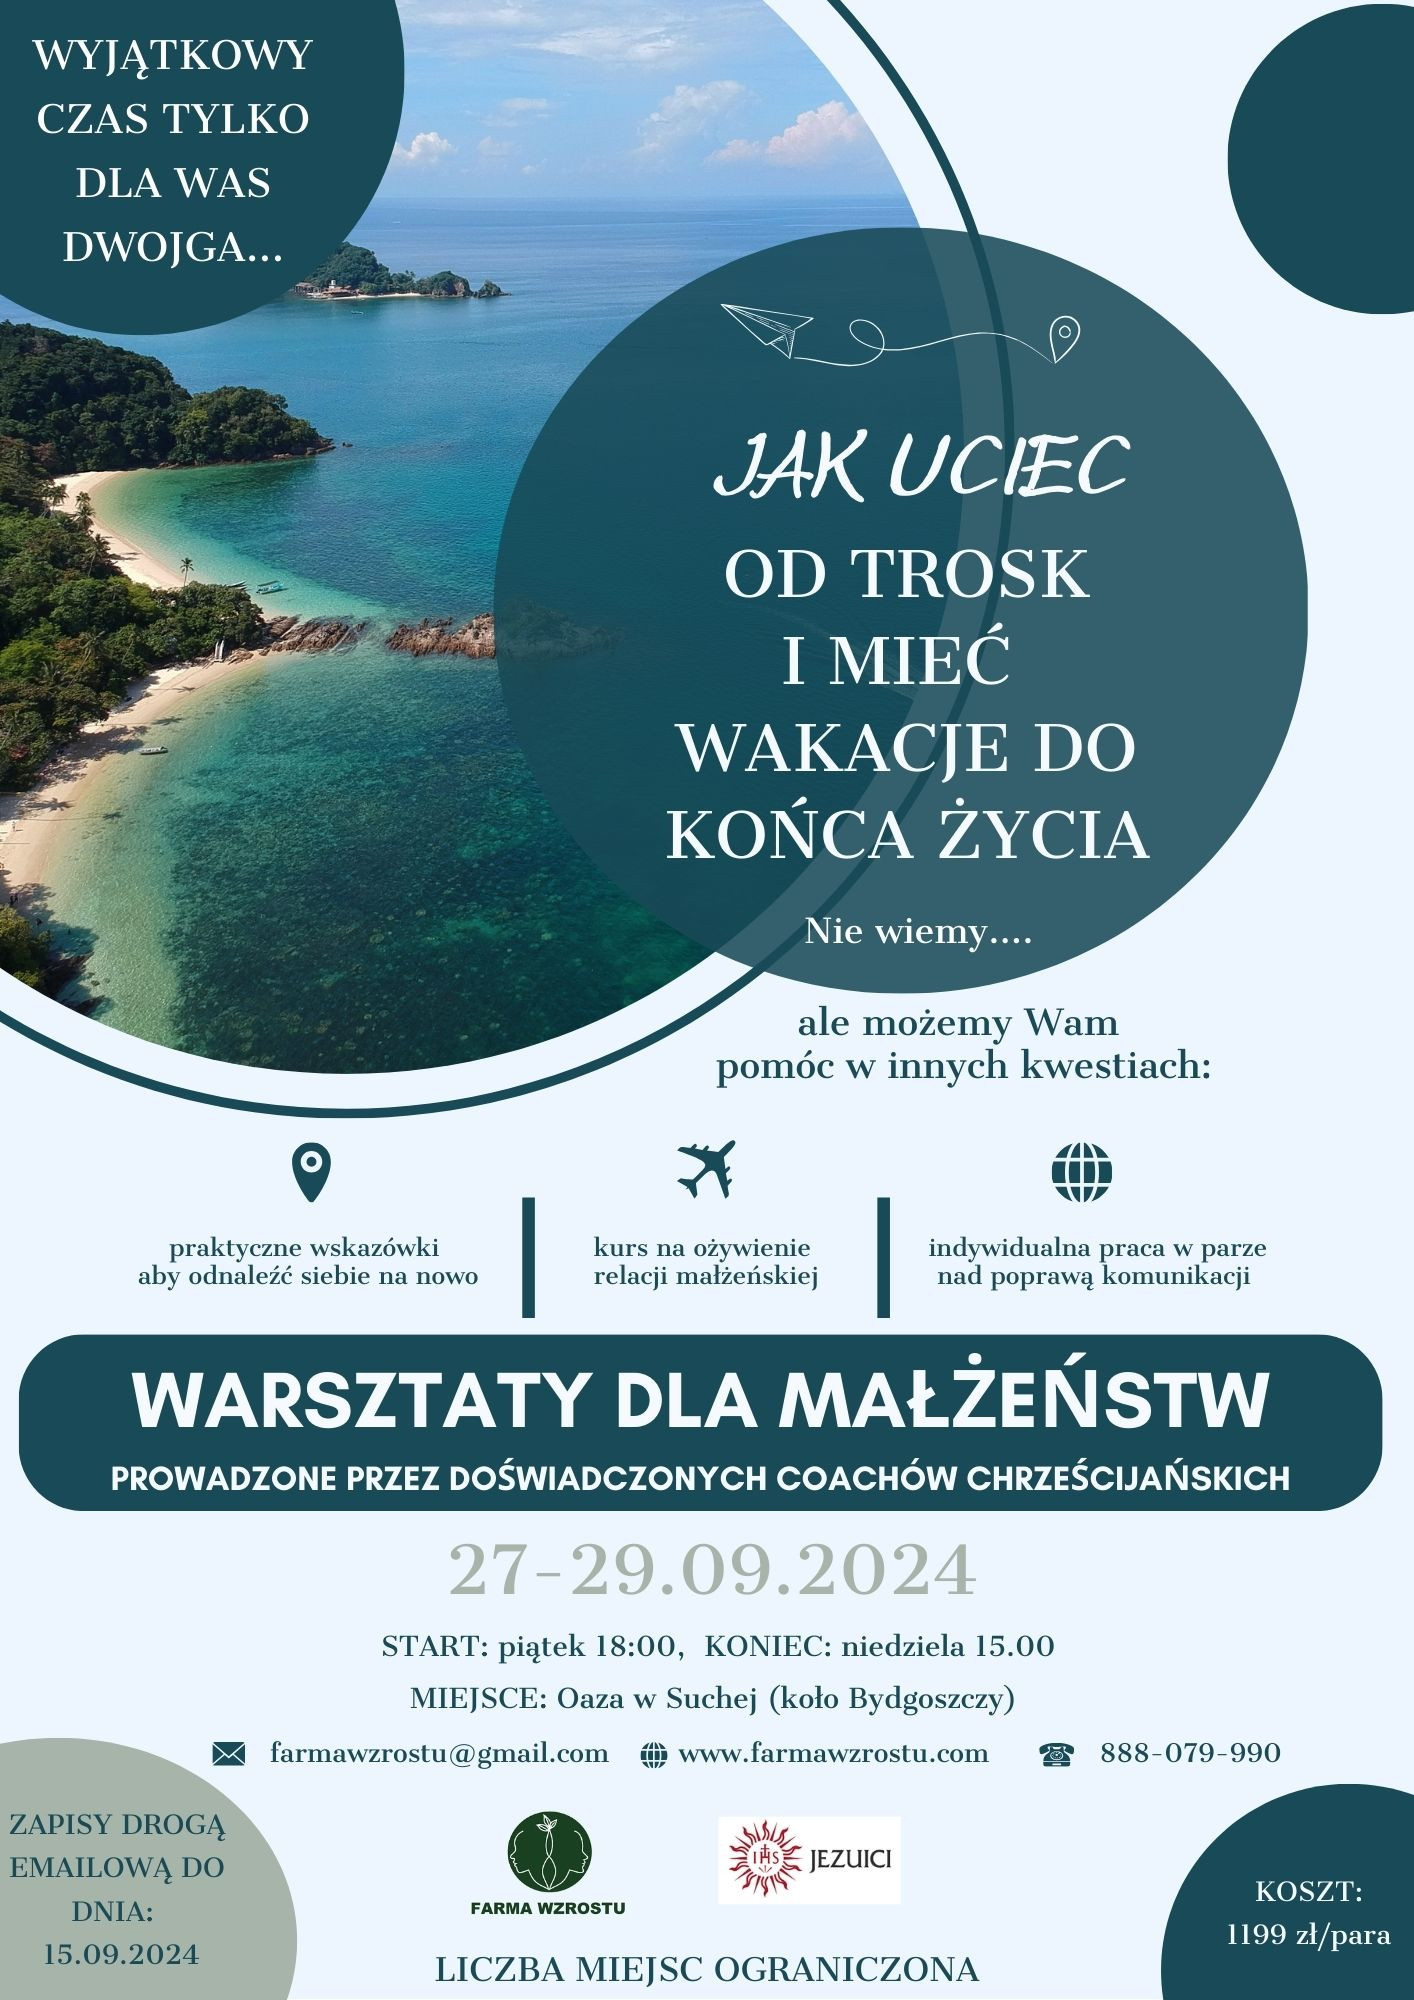 WYJĄTKOWY
CZAS TYLKO
DLA WAS
DWOJGA...
JAK UCIEC
OD TROSK
I MIEĆ
WAKACJE DO
KOŃCA ŻYCIA
Nie wiemy....
ale możemy Wam
pomóc w innych kwestiach:
praktyczne wskazówki
aby odnaleźć siebie na nowo
kurs na ożywienie
relacji małżeńskiej
indywidualna praca w parze
nad poprawą komunikacji
WARSZTATY DLA MAŁŻEŃSTW
PROWADZONE PRZEZ DOŚWIADCZONYCH COACHÓW CHRZEŚCIJAŃSKICH
27-29.09.2024
START: piątek 18:00, KONIEC: niedziela 15.00
MIEJSCE: Oaza w Suchej (koło Bydgoszczy)
farmawzrostu@gmail.com www.farmawzrostu.com 888-079-990
ZAPISY DROGĄ
EMAILOWĄ DO
DNIA:
15.09.2024
FARMA WZROSTU
IHS
JEZUICI
KOSZT:
1199 zł/para
LICZBA MIEJSC OGRANICZONA